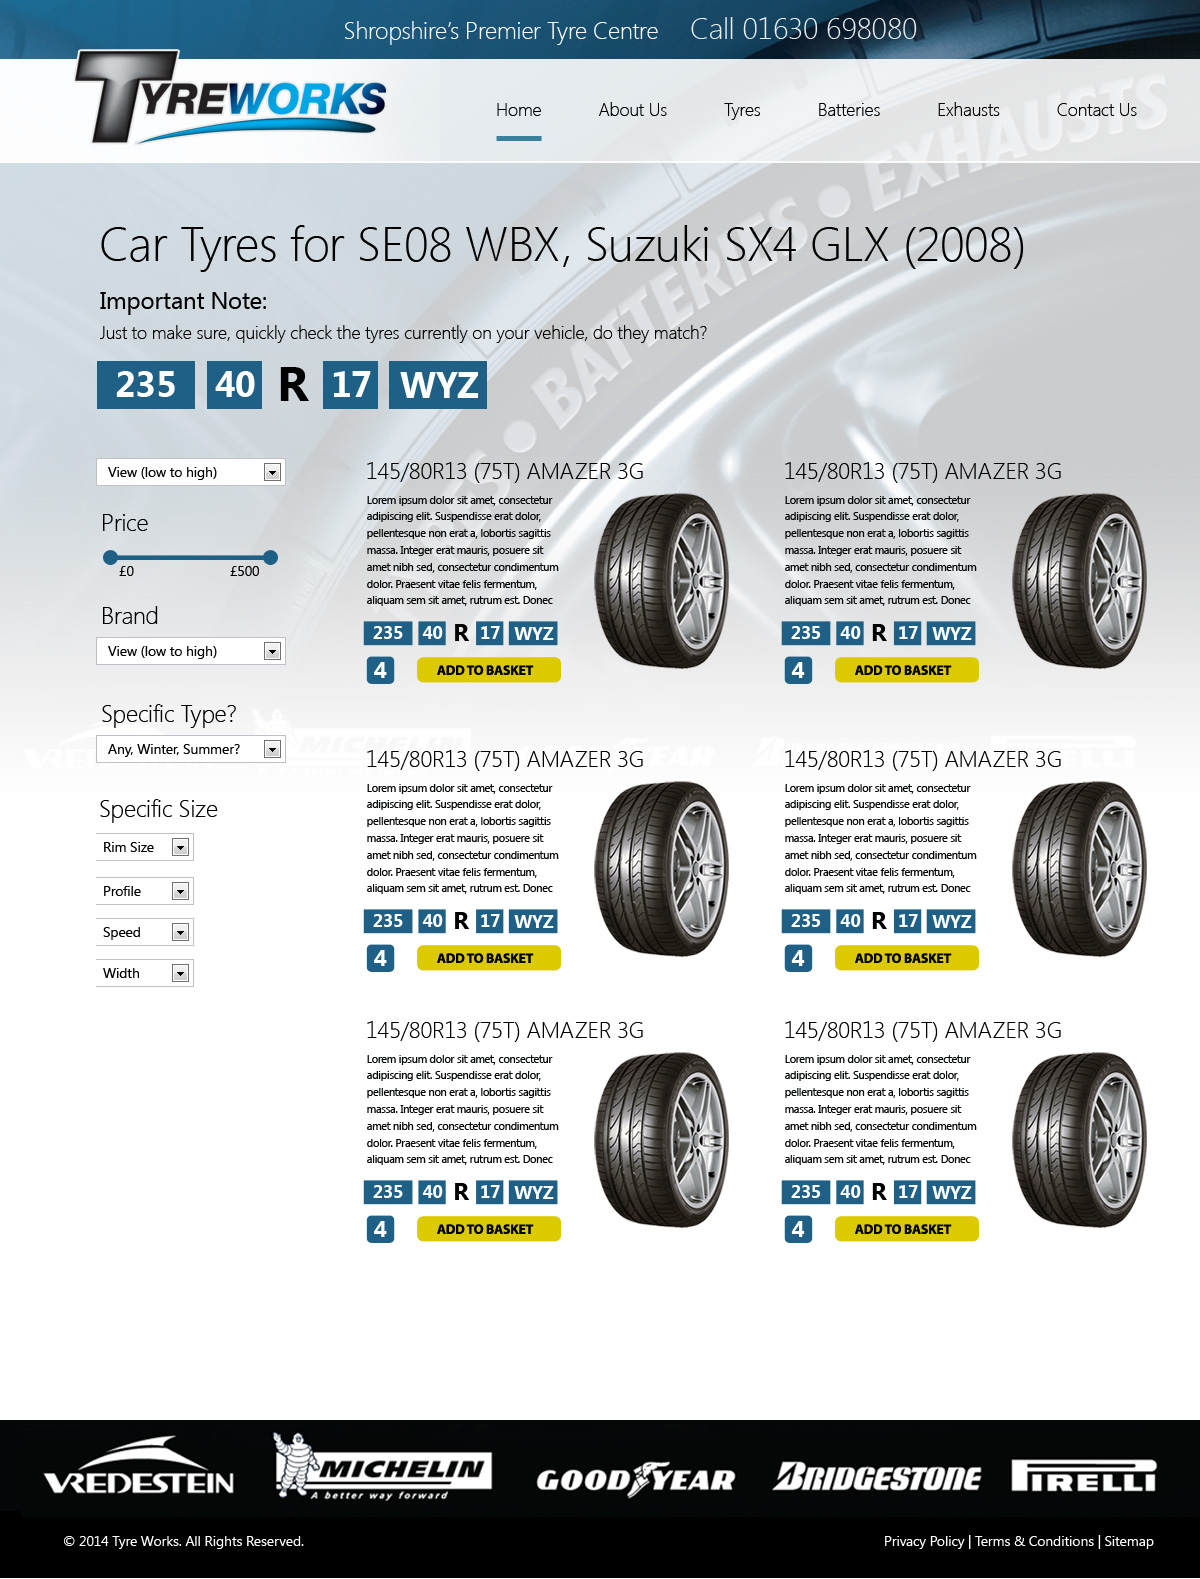 Shropshire's Premier Tyre Centre Call 01630 698080
TYREWORKS
Home About Us Tyres Batteries Exhausts Contact Us
BATTERIES • EXHAUSTS
Car Tyres for SE08 WBX, Suzuki SX4 GLX (2008)
Important Note:
Just to make sure, quickly check the tyres currently on your vehicle, do they match?
235 40 R 17 WYZ
View (low to high)
Price
£0 £500
Brand
View (low to high)
Specific Type?
Any, Winter, Summer?
Specific Size
Rim Size
Profile
Speed
Width
145/80R13 (75T) AMAZER 3G
Lorem ipsum dolor sit amet, consectetur
adipiscing elit. Suspendisse erat dolor,
pellentesque non erat a, lobortis sagittis
massa. Integer erat mauris, posuere sit
amet nibh sed, consectetur condimentum
dolor. Praesent vitae felis fermentum,
aliquam sem sit amet, rutrum est. Donec
235 40 R 17 WYZ
4 ADD TO BASKET
145/80R13 (75T) AMAZER 3G
Lorem ipsum dolor sit amet, consectetur
adipiscing elit. Suspendisse erat dolor,
pellentesque non erat a, lobortis sagittis
massa. Integer erat mauris, posuere sit
amet nibh sed, consectetur condimentum
dolor. Praesent vitae felis fermentum,
aliquam sem sit amet, rutrum est. Donec
235 40 R 17 WYZ
4 ADD TO BASKET
145/80R13 (75T) AMAZER 3G
Lorem ipsum dolor sit amet, consectetur
adipiscing elit. Suspendisse erat dolor,
pellentesque non erat a, lobortis sagittis
massa. Integer erat mauris, posuere sit
amet nibh sed, consectetur condimentum
dolor. Praesent vitae felis fermentum,
aliquam sem sit amet, rutrum est. Donec
235 40 R 17 WYZ
4 ADD TO BASKET
145/80R13 (75T) AMAZER 3G
Lorem ipsum dolor sit amet, consectetur
adipiscing elit. Suspendisse erat dolor,
pellentesque non erat a, lobortis sagittis
massa. Integer erat mauris, posuere sit
amet nibh sed, consectetur condimentum
dolor. Praesent vitae felis fermentum,
aliquam sem sit amet, rutrum est. Donec
235 40 R 17 WYZ
4 ADD TO BASKET
145/80R13 (75T) AMAZER 3G
Lorem ipsum dolor sit amet, consectetur
adipiscing elit. Suspendisse erat dolor,
pellentesque non erat a, lobortis sagittis
massa. Integer erat mauris, posuere sit
amet nibh sed, consectetur condimentum
dolor. Praesent vitae felis fermentum,
aliquam sem sit amet, rutrum est. Donec
235 40 R 17 WYZ
4 ADD TO BASKET
145/80R13 (75T) AMAZER 3G
Lorem ipsum dolor sit amet, consectetur
adipiscing elit. Suspendisse erat dolor,
pellentesque non erat a, lobortis sagittis
massa. Integer erat mauris, posuere sit
amet nibh sed, consectetur condimentum
dolor. Praesent vitae felis fermentum,
aliquam sem sit amet, rutrum est. Donec
235 40 R 17 WYZ
4 ADD TO BASKET
VREDESTEIN MICHELIN GOODYEAR BRIDGESTONE PIRELLI
A better way forward
© 2014 Tyre Works. All Rights Reserved. Privacy Policy | Terms & Conditions | Sitemap